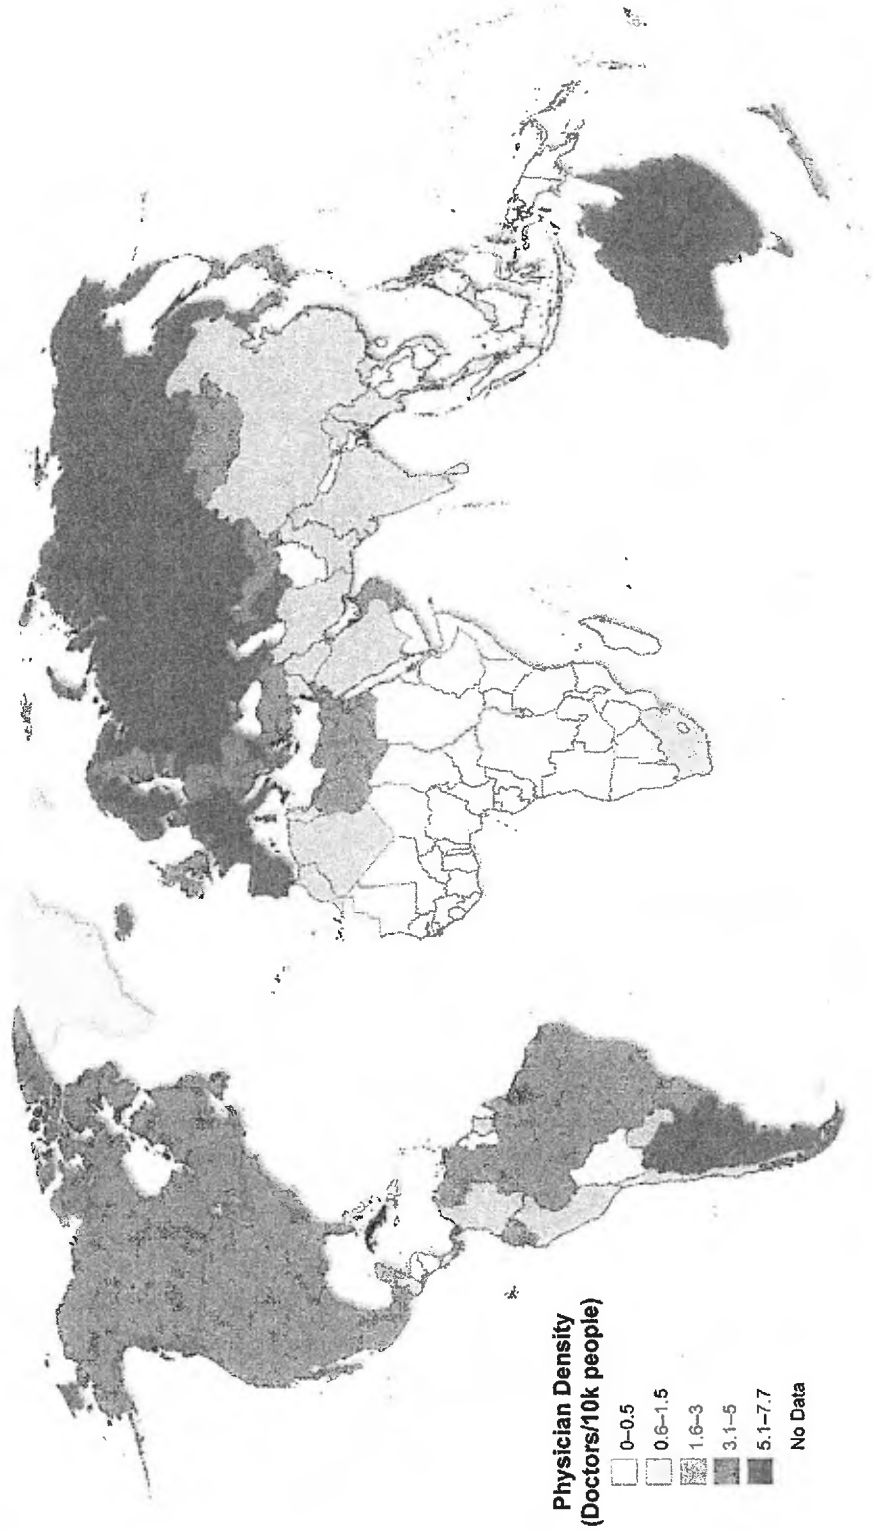 Physician Density
(Doctors/10k people)
0–0.5
0.6–1.5
1.6–3
3.1–5
5.1–7.7
No Data